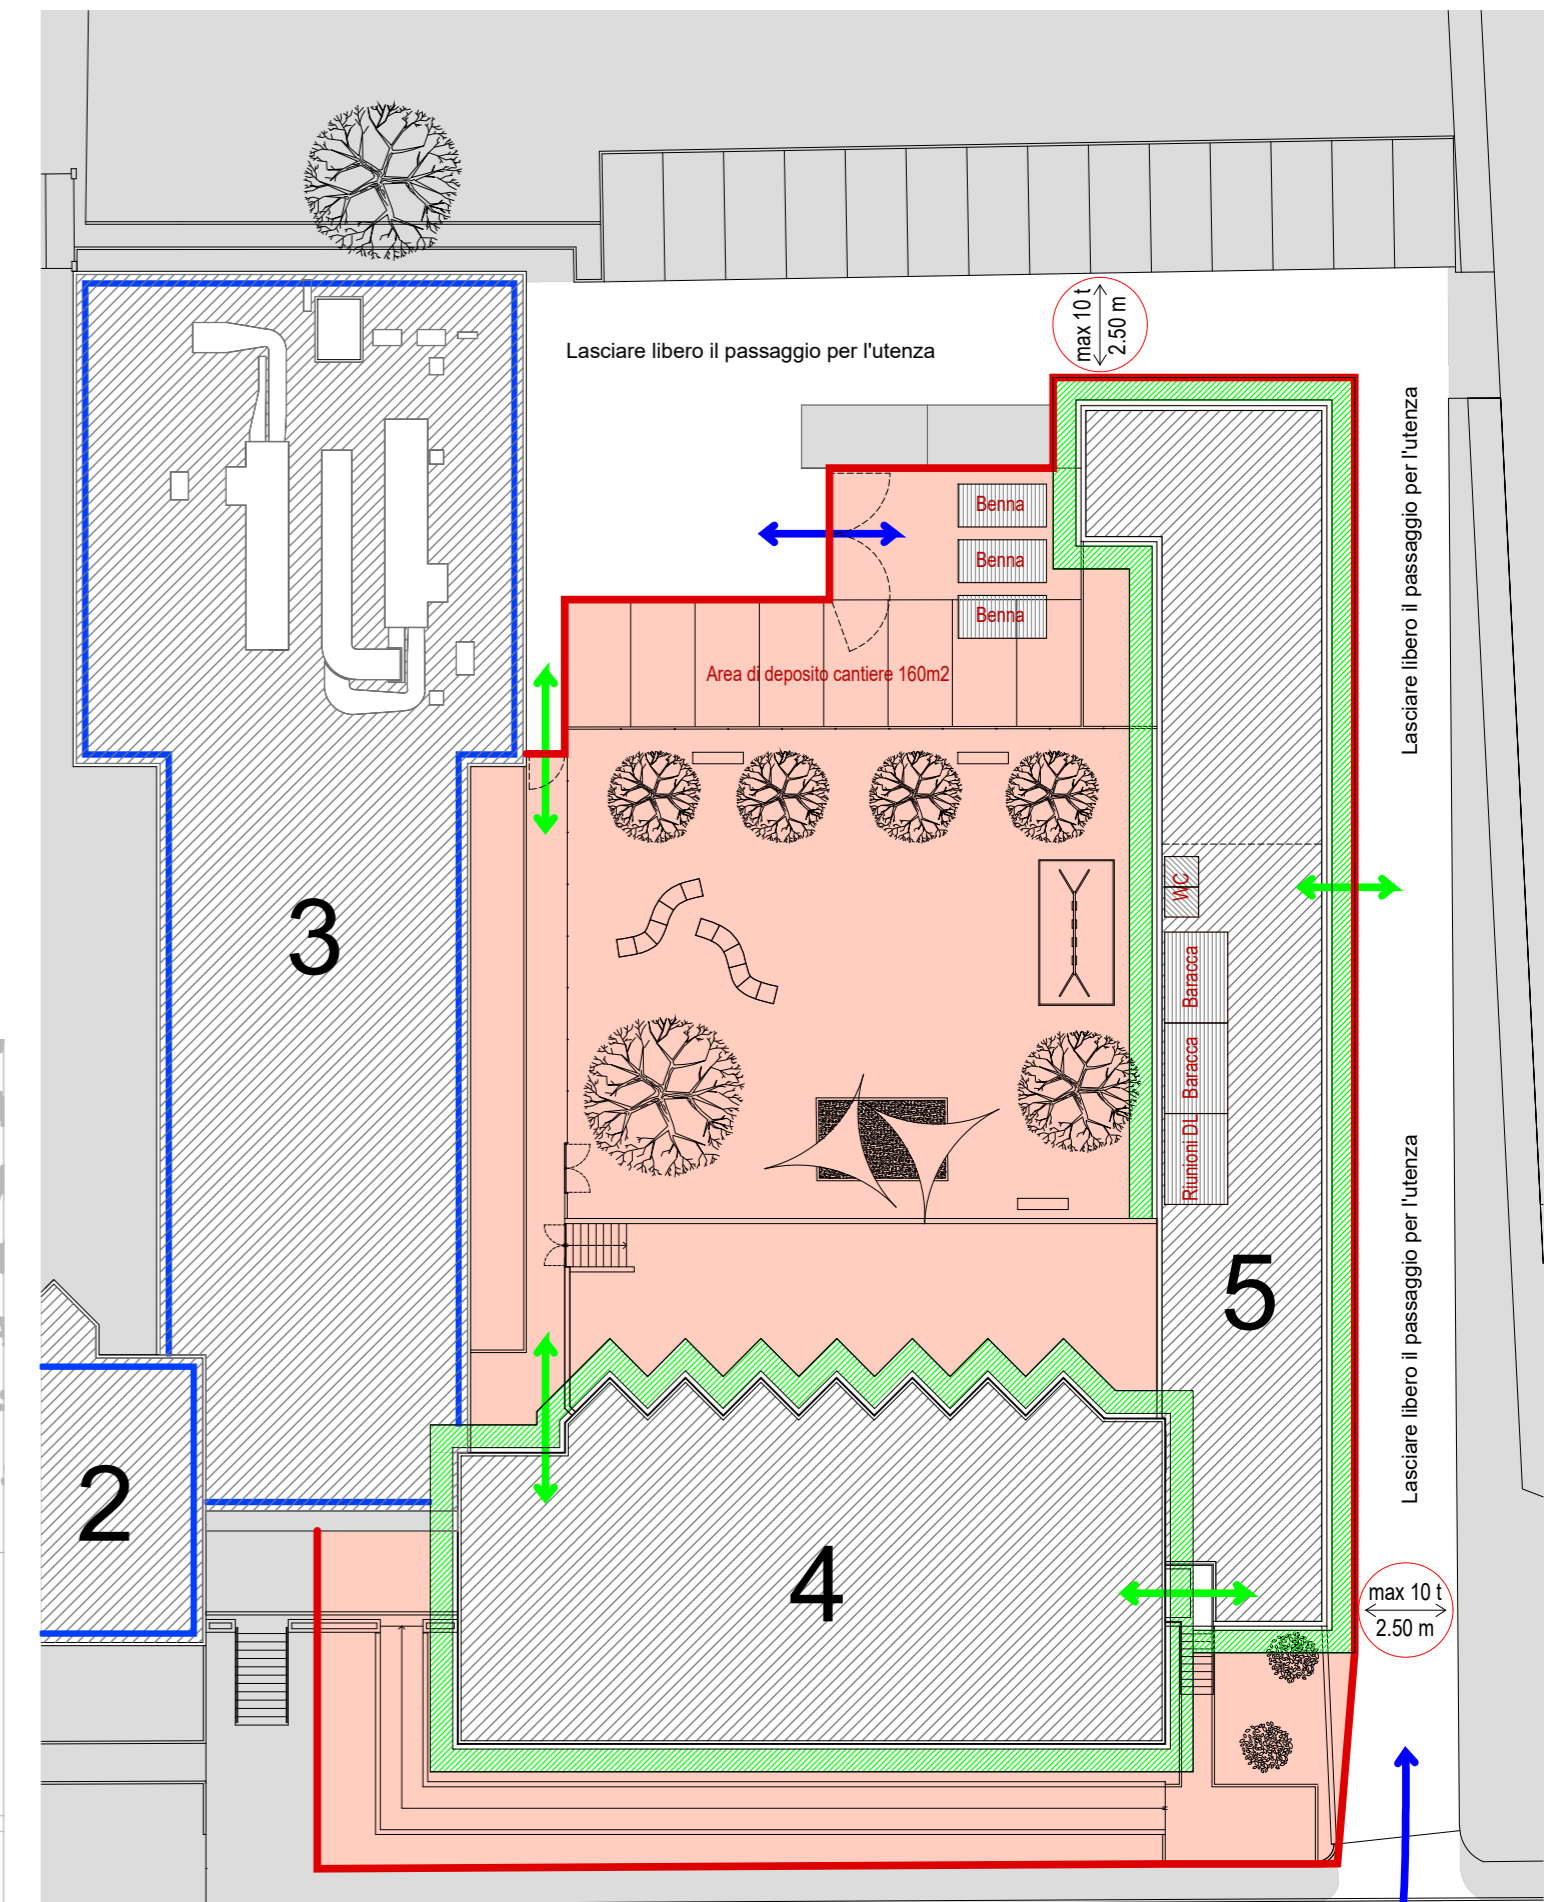 max 10 t
2.50 m
Lasciare libero il passaggio per l'utenza
Lasciare libero il passaggio per l'utenza
Benna
Benna
Benna
Area di deposito cantiere 160m2
WC
3
Baracca
Baracca
Riunioni DL
Lasciare libero il passaggio per l'utenza
5
2
4
max 10 t
2.50 m